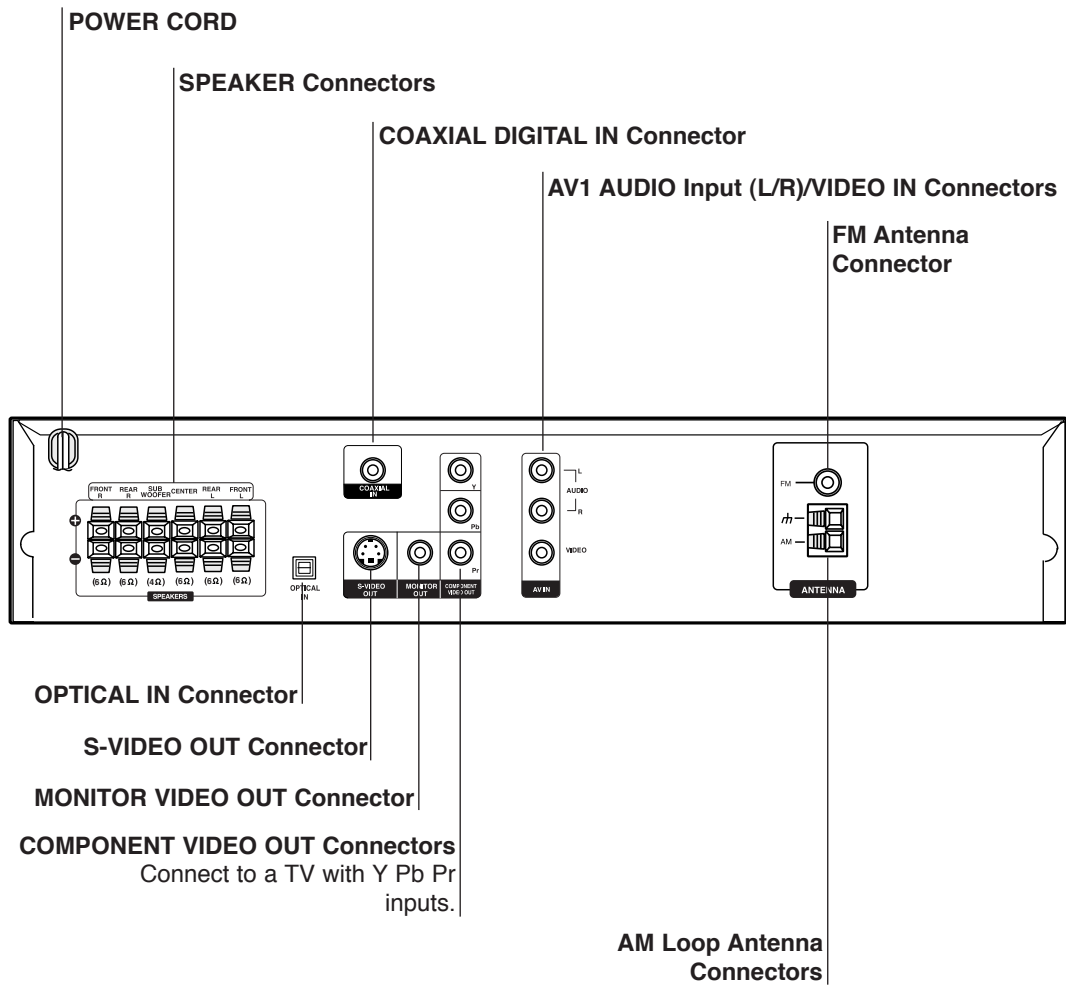 POWER CORD
SPEAKER Connectors
COAXIAL DIGITAL IN Connector
AV1 AUDIO Input (L/R)/VIDEO IN Connectors
FM Antenna
Connector
FRONT
R
REAR
R
SUB
WOOFER
CENTER
REAR
L
FRONT
L
(6Ω) (6Ω) (4Ω) (6Ω) (6Ω) (6Ω)
SPEAKERS
OPTICAL
IN
COAXIAL
IN
S-VIDEO
OUT
MONITOR
OUT
Y
Pb
Pr
COMPONENT
VIDEO OUT
L
AUDIO
R
VIDEO
AV IN
FM
AM
ANTENNA
OPTICAL IN Connector
S-VIDEO OUT Connector
MONITOR VIDEO OUT Connector
COMPONENT VIDEO OUT Connectors
Connect to a TV with Y Pb Pr
inputs.
AM Loop Antenna
Connectors